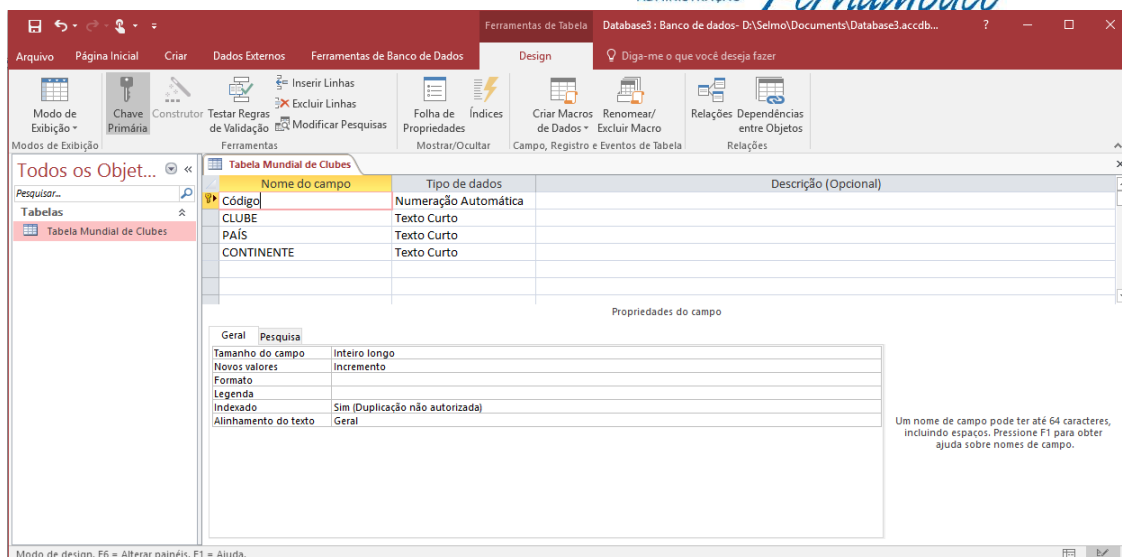 ADMINISTRAÇÃO Pernambuco
Ferramentas de Tabela Database3 : Banco de dados- D:\Selmo\Documents\Database3.accdb... ?
Arquivo Página Inicial Criar Dados Externos Ferramentas de Banco de Dados Design Diga-me o que você deseja fazer
Modo de Exibição
Chave Primária
Construtor
Testar Regras de Validação
Inserir Linhas
Excluir Linhas
Modificar Pesquisas
Folha de Propriedades
Índices
Criar Macros de Dados
Renomear/ Excluir Macro
Relações
Dependências entre Objetos
Modos de Exibição Ferramentas Mostrar/Ocultar Campo, Registro e Eventos de Tabela Relações
Todos os Objet... «
Pesquisar...
Tabelas
Tabela Mundial de Clubes
Tabela Mundial de Clubes
Nome do campo Tipo de dados Descrição (Opcional)
Código Numeração Automática
CLUBE Texto Curto
PAÍS Texto Curto
CONTINENTE Texto Curto
Propriedades do campo
Geral Pesquisa
Tamanho do campo Inteiro longo
Novos valores Incremento
Formato
Legenda
Indexado Sim (Duplicação não autorizada)
Alinhamento do texto Geral
Um nome de campo pode ter até 64 caracteres,
incluindo espaços. Pressione F1 para obter
ajuda sobre nomes de campo.
Modo de design. F6 = Alterar painéis. F1 = Ajuda.